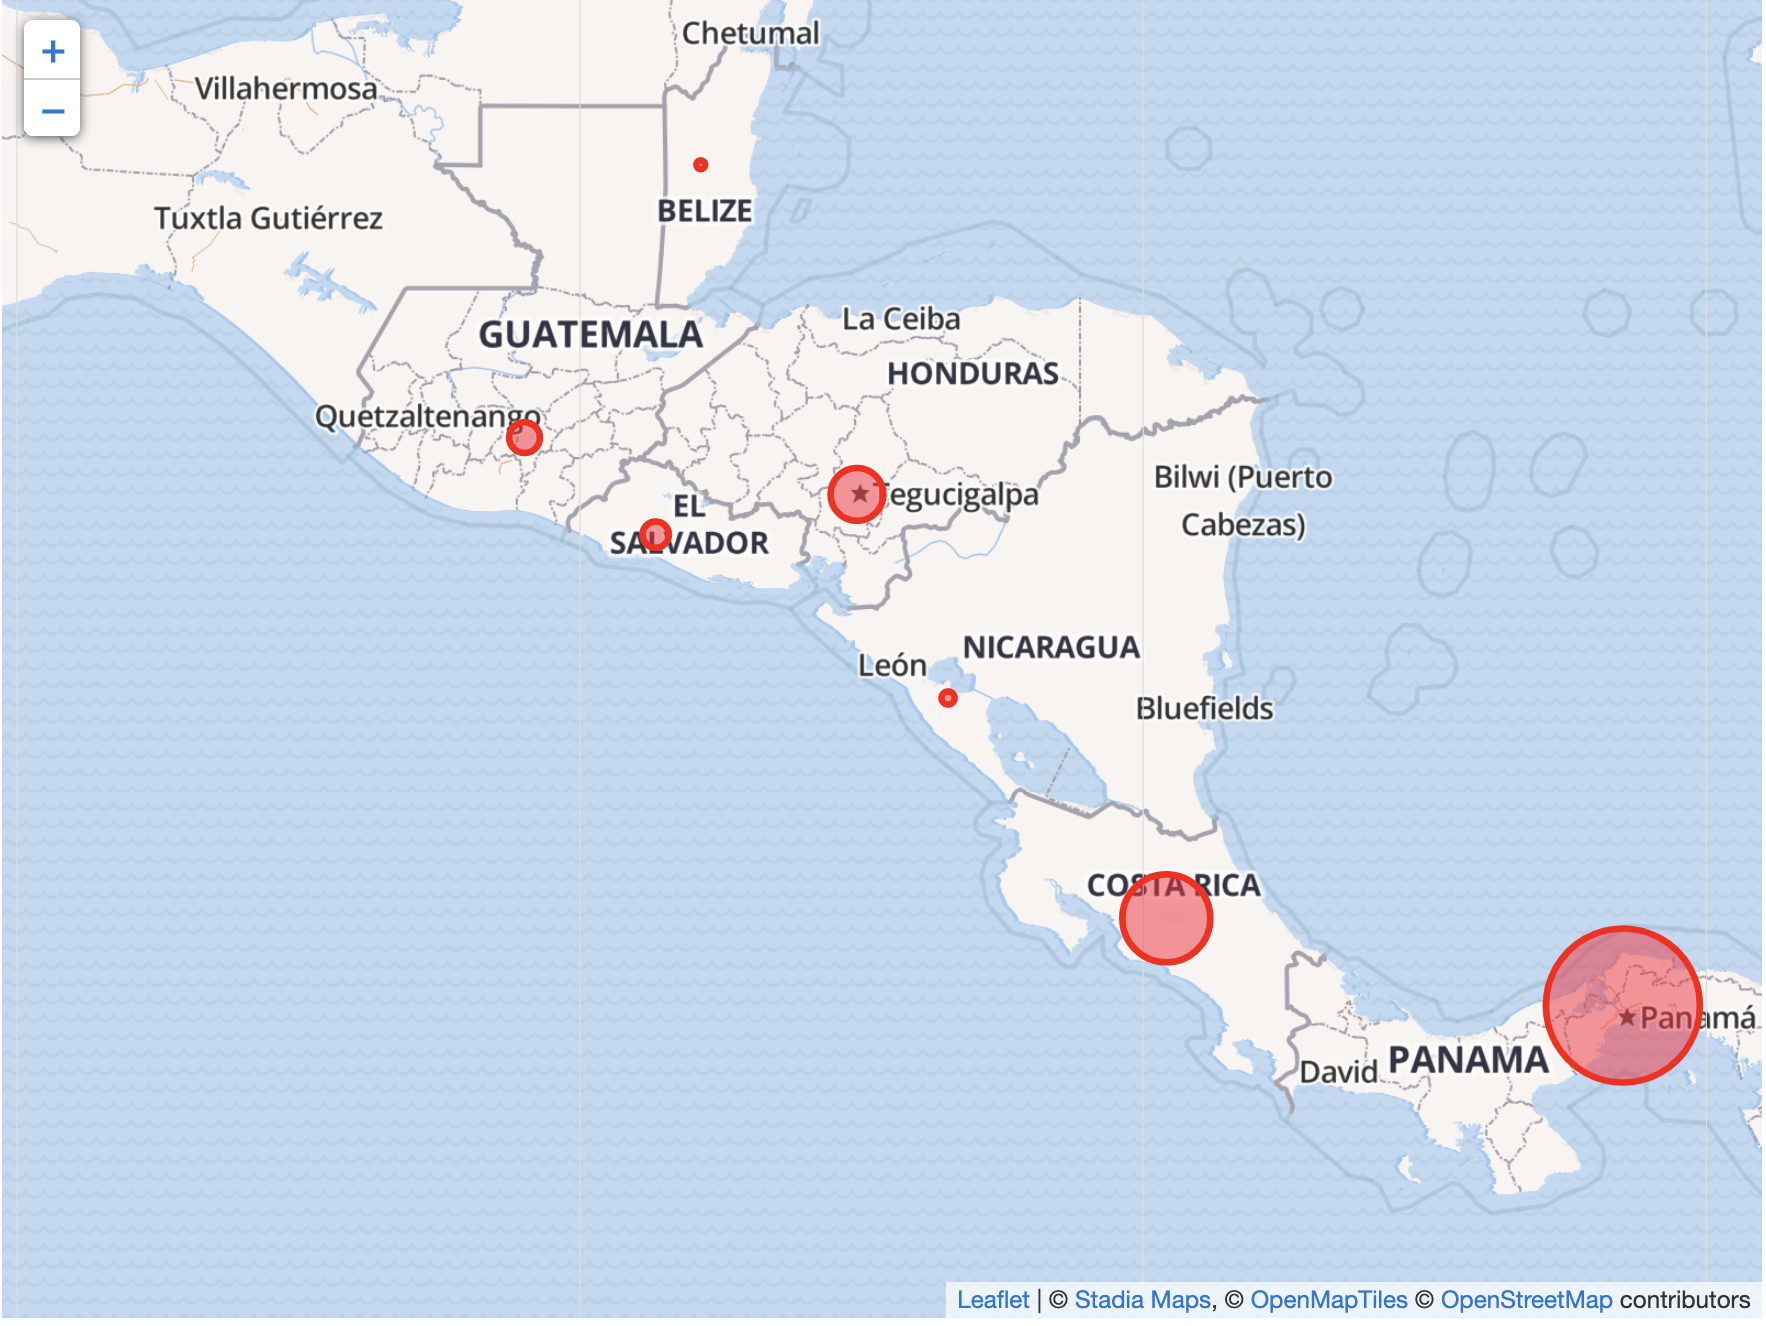 +
−
Chetumal
Villahermosa
BELIZE
Tuxtla Gutiérrez
La Ceiba
GUATEMALA
HONDURAS
Quetzaltenango
Bilwi (Puerto
Cabezas)
Tegucigalpa
EL
SALVADOR
NICARAGUA
León
Bluefields
COSTA RICA
Panamá
PANAMA
David
Leaflet | © Stadia Maps, © OpenMapTiles © OpenStreetMap contributors